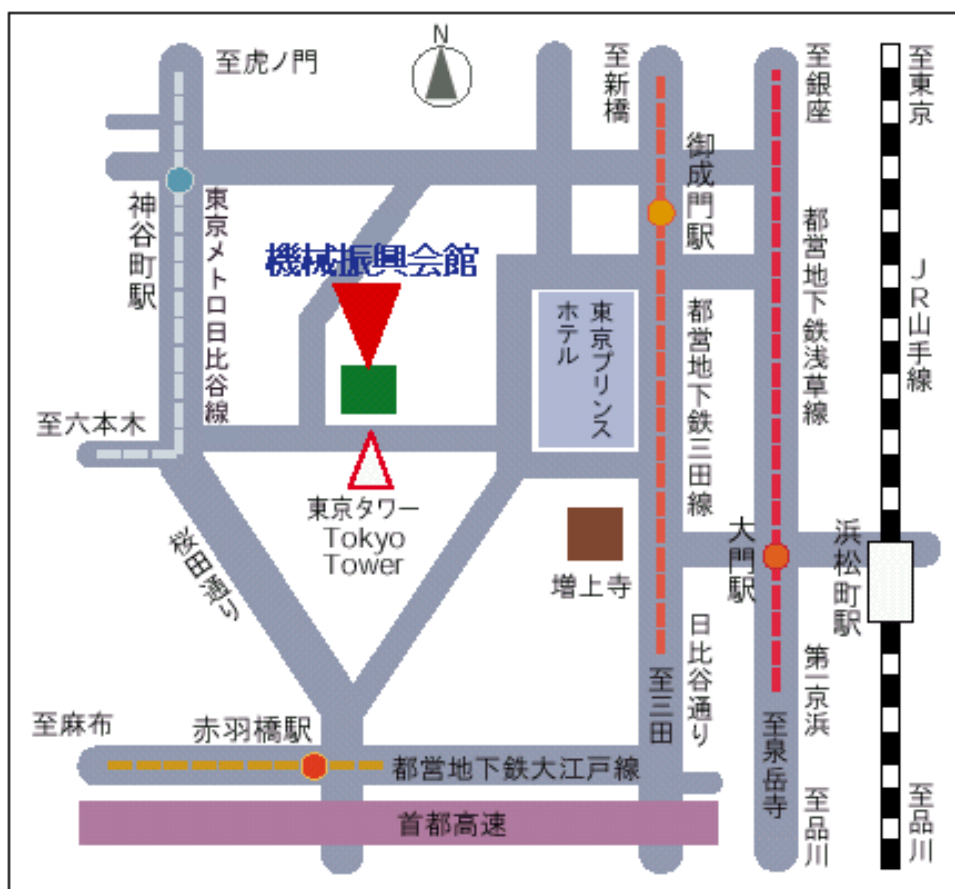 N
至虎ノ門
至新橋
至銀座
至東京
御成門駅
神谷町駅
東京メトロ日比谷線
機械振興会館
都営地下鉄浅草線
JR山手線
東京プリンス
ホテル
都営地下鉄三田線
至六本木
東京タワー
Tokyo
Tower
桜田通り
増上寺
大門駅
浜松町駅
日比谷通り
第一京浜
至三田
至麻布
赤羽橋駅
都営地下鉄大江戸線
至泉岳寺
首都高速
至品川
至品川